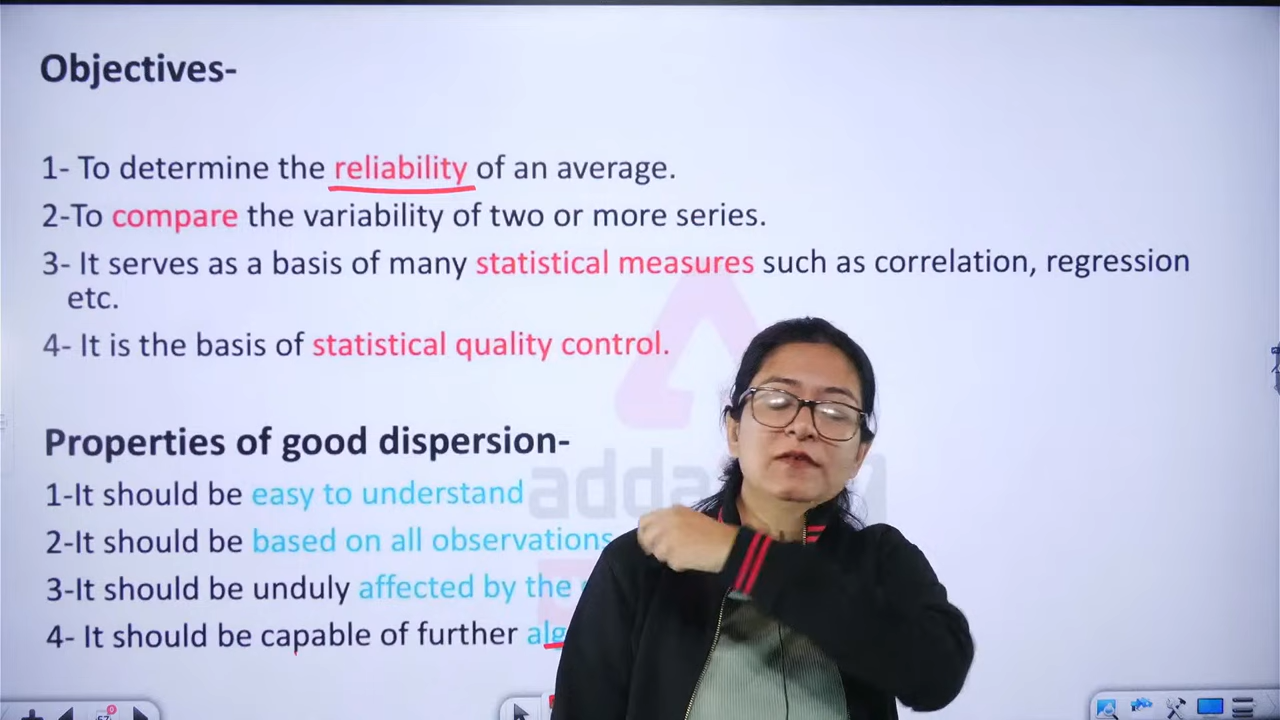 Objectives-
1- To determine the reliability of an average.
2-To compare the variability of two or more series.
3- It serves as a basis of many statistical measures such as correlation, regression
etc.
4- It is the basis of statistical quality control.
Properties of good dispersion-
1-It should be easy to understand
2-It should be based on all observations
3-It should be unduly affected by the
4- It should be capable of further